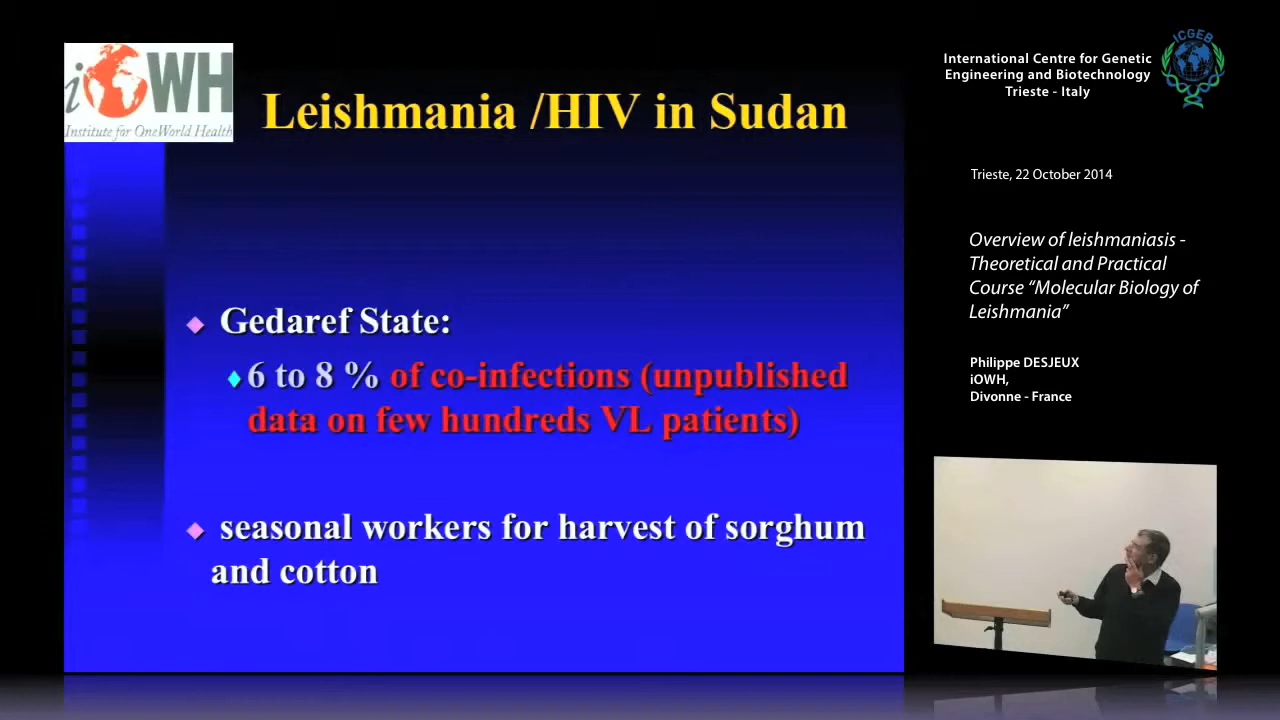 iOWH
Institute for OneWorld Health
Leishmania /HIV in Sudan
Gedaref State:
6 to 8 % of co-infections (unpublished
data on few hundreds VL patients)
seasonal workers for harvest of sorghum
and cotton
International Centre for Genetic
Engineering and Biotechnology
Trieste - Italy
ICGEB
Trieste, 22 October 2014
Overview of leishmaniasis -
Theoretical and Practical
Course “Molecular Biology of
Leishmania”
Philippe DESJEUX
iOWH,
Divonne - France